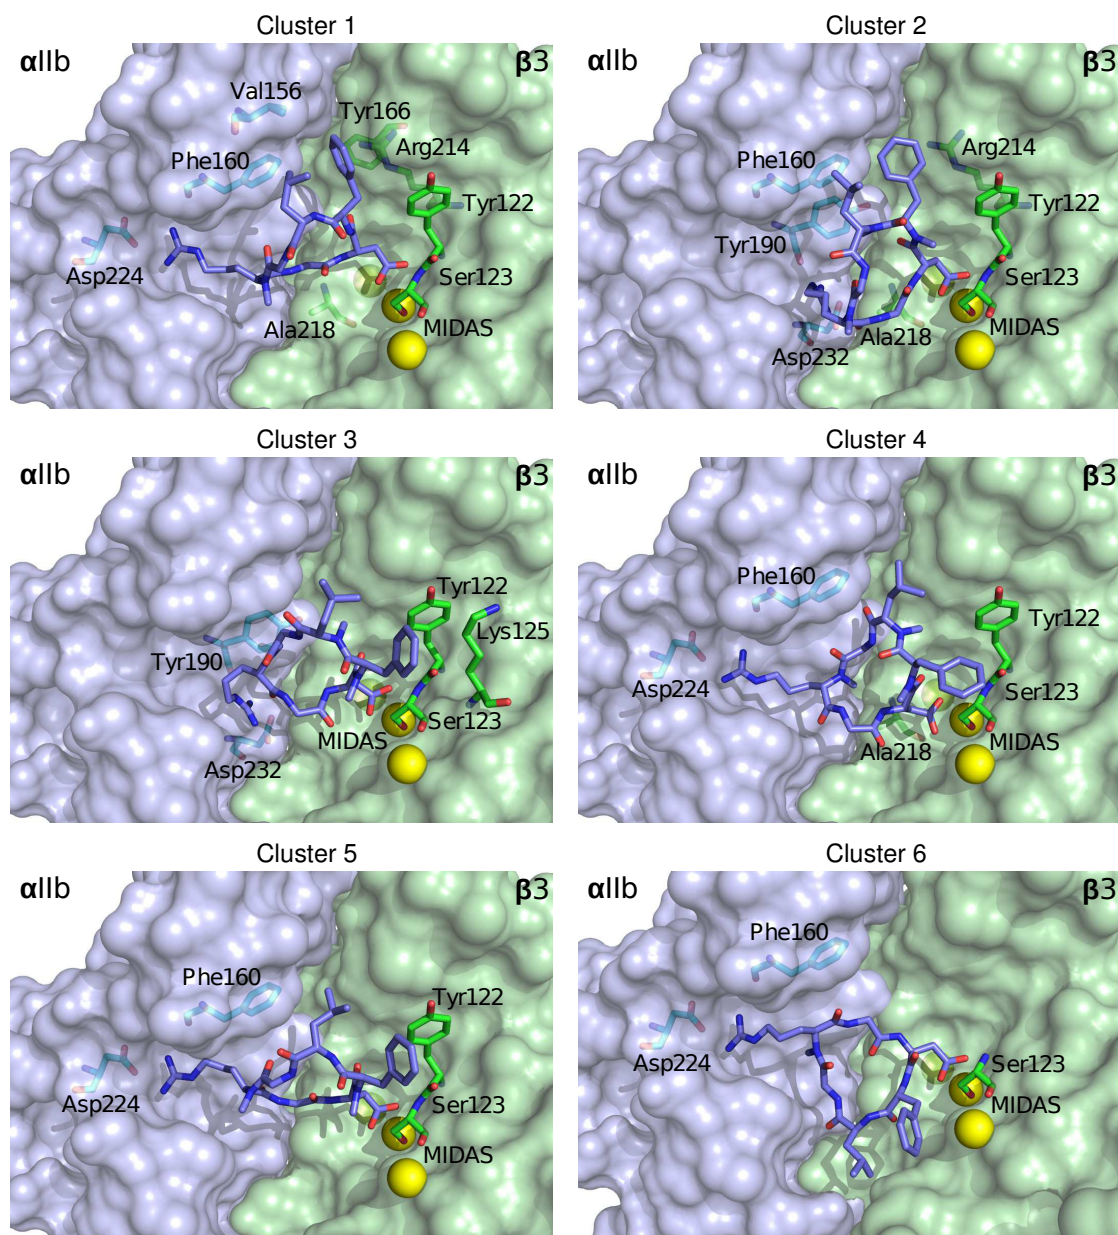 Cluster 1
αIIb
β3
Val156
Tyr166
Phe160
Arg214
Tyr122
Asp224
Ser123
Ala218
MIDAS
Cluster 2
αIIb
β3
Phe160
Arg214
Tyr122
Tyr190
Ser123
Ala218
MIDAS
Asp232
Cluster 3
αIIb
β3
Tyr122
Lys125
Tyr190
Ser123
MIDAS
Asp232
Cluster 4
αIIb
β3
Phe160
Tyr122
Asp224
Ser123
Ala218
MIDAS
Cluster 5
αIIb
β3
Phe160
Tyr122
Asp224
Ser123
MIDAS
Cluster 6
αIIb
β3
Phe160
Asp224
Ser123
MIDAS